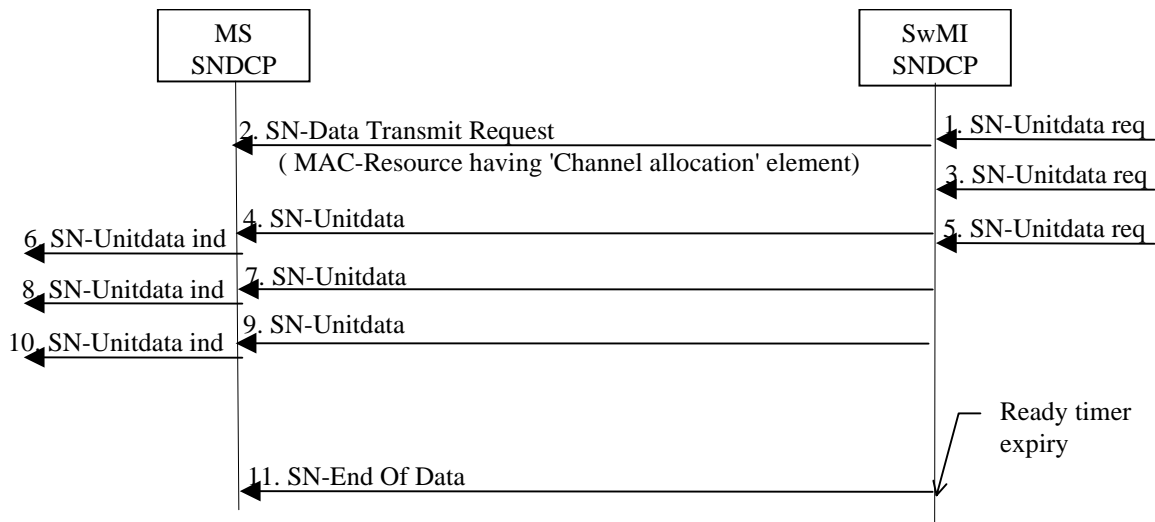 MS
SNDCP
SwMI
SNDCP
1. SN-Unitdata req
2. SN-Data Transmit Request
( MAC-Resource having 'Channel allocation' element)
3. SN-Unitdata req
4. SN-Unitdata
5. SN-Unitdata req
6. SN-Unitdata ind
7. SN-Unitdata
8. SN-Unitdata ind
9. SN-Unitdata
10. SN-Unitdata ind
Ready timer
expiry
11. SN-End Of Data